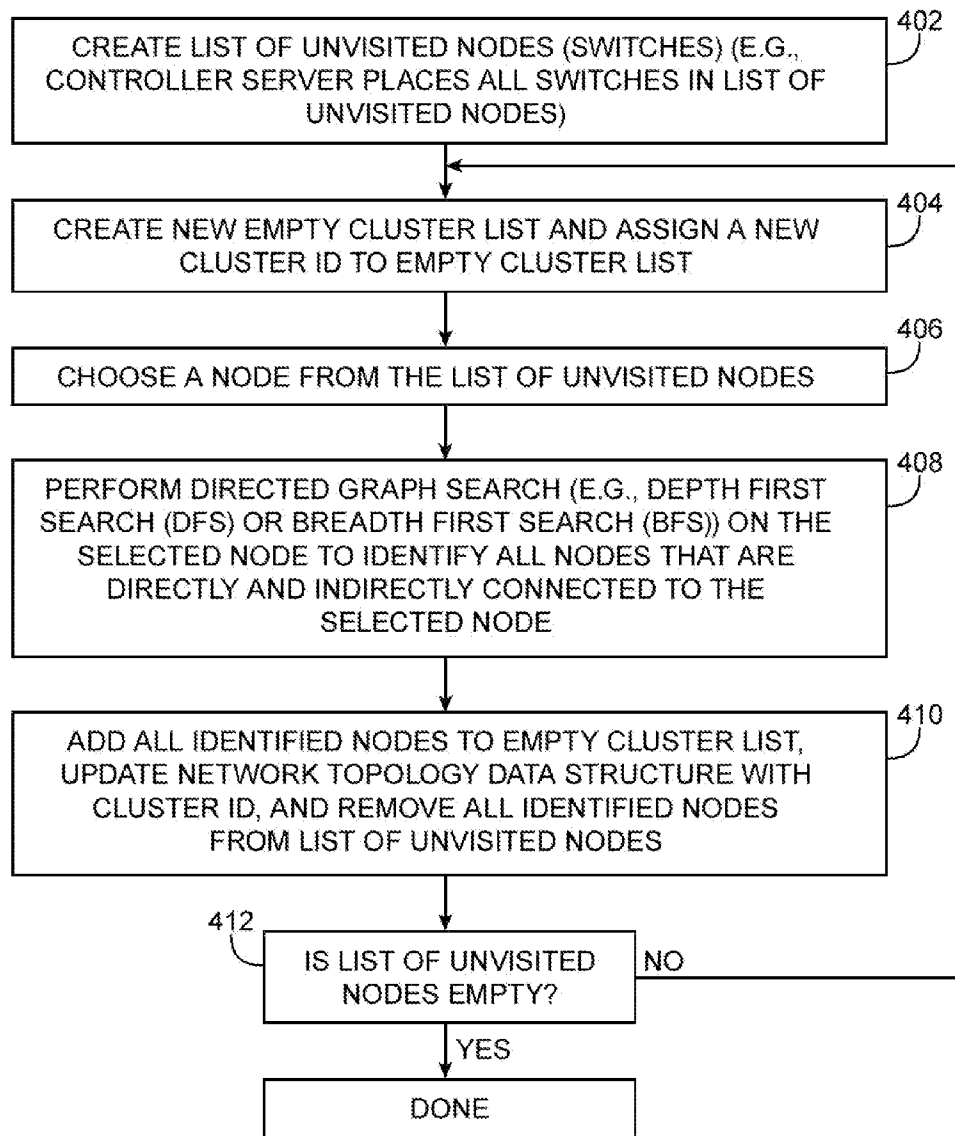 402
CREATE LIST OF UNVISITED NODES (SWITCHES) (E.G.,
CONTROLLER SERVER PLACES ALL SWITCHES IN LIST OF
UNVISITED NODES)
404
CREATE NEW EMPTY CLUSTER LIST AND ASSIGN A NEW
CLUSTER ID TO EMPTY CLUSTER LIST
406
CHOOSE A NODE FROM THE LIST OF UNVISITED NODES
408
PERFORM DIRECTED GRAPH SEARCH (E.G., DEPTH FIRST
SEARCH (DFS) OR BREADTH FIRST SEARCH (BFS)) ON THE
SELECTED NODE TO IDENTIFY ALL NODES THAT ARE
DIRECTLY AND INDIRECTLY CONNECTED TO THE
SELECTED NODE
410
ADD ALL IDENTIFIED NODES TO EMPTY CLUSTER LIST,
UPDATE NETWORK TOPOLOGY DATA STRUCTURE WITH
CLUSTER ID, AND REMOVE ALL IDENTIFIED NODES
FROM LIST OF UNVISITED NODES
412
IS LIST OF UNVISITED
NODES EMPTY?
NO
YES
DONE